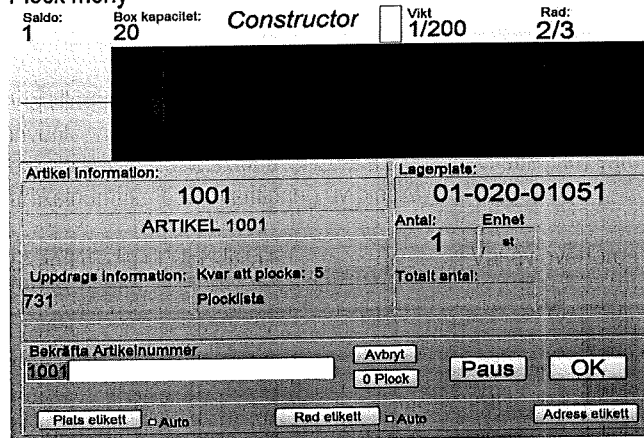 Plock meny
Saldo: Box kapacitet: Constructor Vikt Rad:
1 20 1/200 2/3
Artikel Information: Lagerplats:
1001 01-020-01051
ARTIKEL 1001 Antal: Enhet
1 st
Uppdrags Information: Kvar att plocka: 5 Totalt antal:
731 Plocklista
Bekräfta Artikelnummer Avbryt
1001 0 Plock Paus OK
Plats etikett Auto Rad etikett Auto Adress etikett